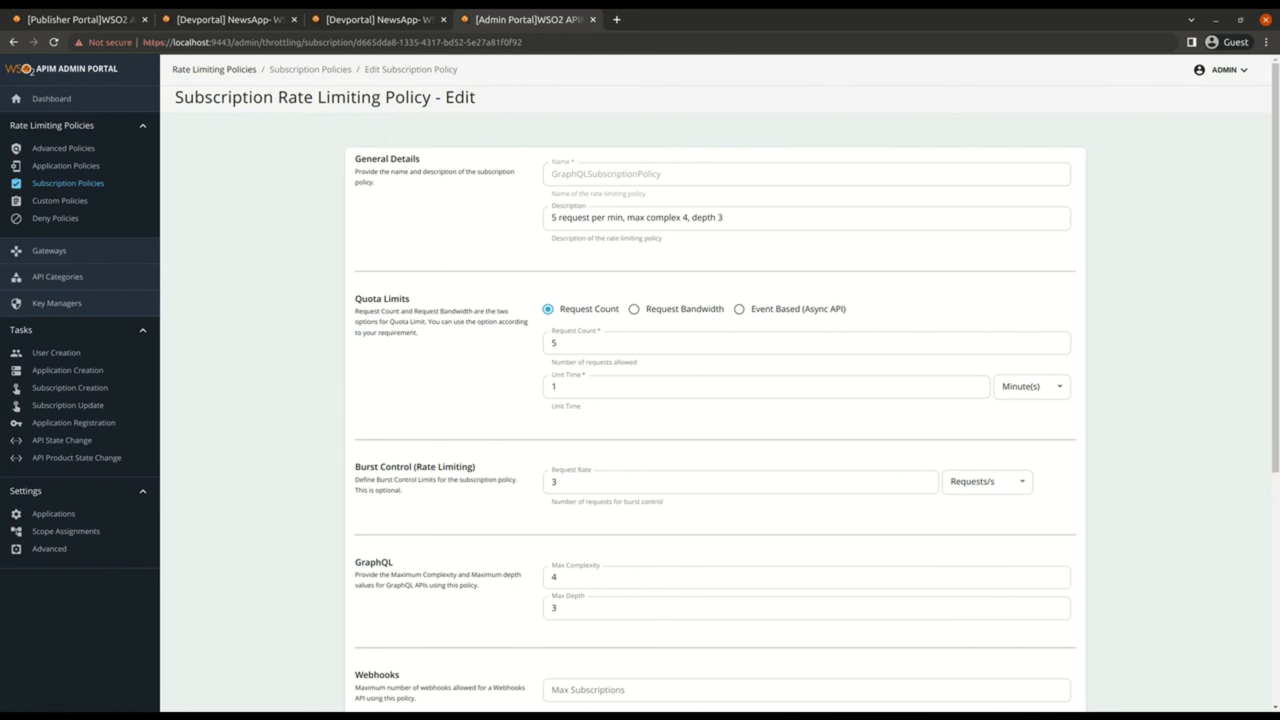 [Publisher Portal]WSO2 A
[Devportal] NewsApp- WS
[Devportal] NewsApp- WS
[Admin Portal]WSO2 APIM
Not secure
https://localhost:9443/admin/throttling/subscription/d665dda8-1335-4317-bd52-5e27a81f0f92
Guest
WSO2 APIM ADMIN PORTAL
Rate Limiting Policies / Subscription Policies / Edit Subscription Policy
ADMIN
Subscription Rate Limiting Policy - Edit
Dashboard
Rate Limiting Policies
Advanced Policies
Application Policies
Subscription Policies
Custom Policies
Deny Policies
Gateways
API Categories
Key Managers
Tasks
User Creation
Application Creation
Subscription Creation
Subscription Update
Application Registration
API State Change
API Product State Change
Settings
Applications
Scope Assignments
Advanced
General Details
Provide the name and description of the subscription
policy.
Name *
GraphQLSubscriptionPolicy
Name of the rate limiting policy
Description
5 request per min, max complex 4, depth 3
Description of the rate limiting policy
Quota Limits
Request Count and Request Bandwidth are the two
options for Quota Limit. You can use the option according
to your requirement.
Request Count
Request Bandwidth
Event Based (Async API)
Request Count *
5
Number of requests allowed
Unit Time *
1
Minute(s)
Unit Time
Burst Control (Rate Limiting)
Define Burst Control Limits for the subscription policy.
This is optional.
Request Rate
3
Requests/s
Number of requests for burst control
GraphQL
Provide the Maximum Complexity and Maximum depth
values for GraphQL APIs using this policy.
Max Complexity
4
Max Depth
3
Webhooks
Maximum number of webhooks allowed for a Webhooks
API using this policy.
Max Subscriptions